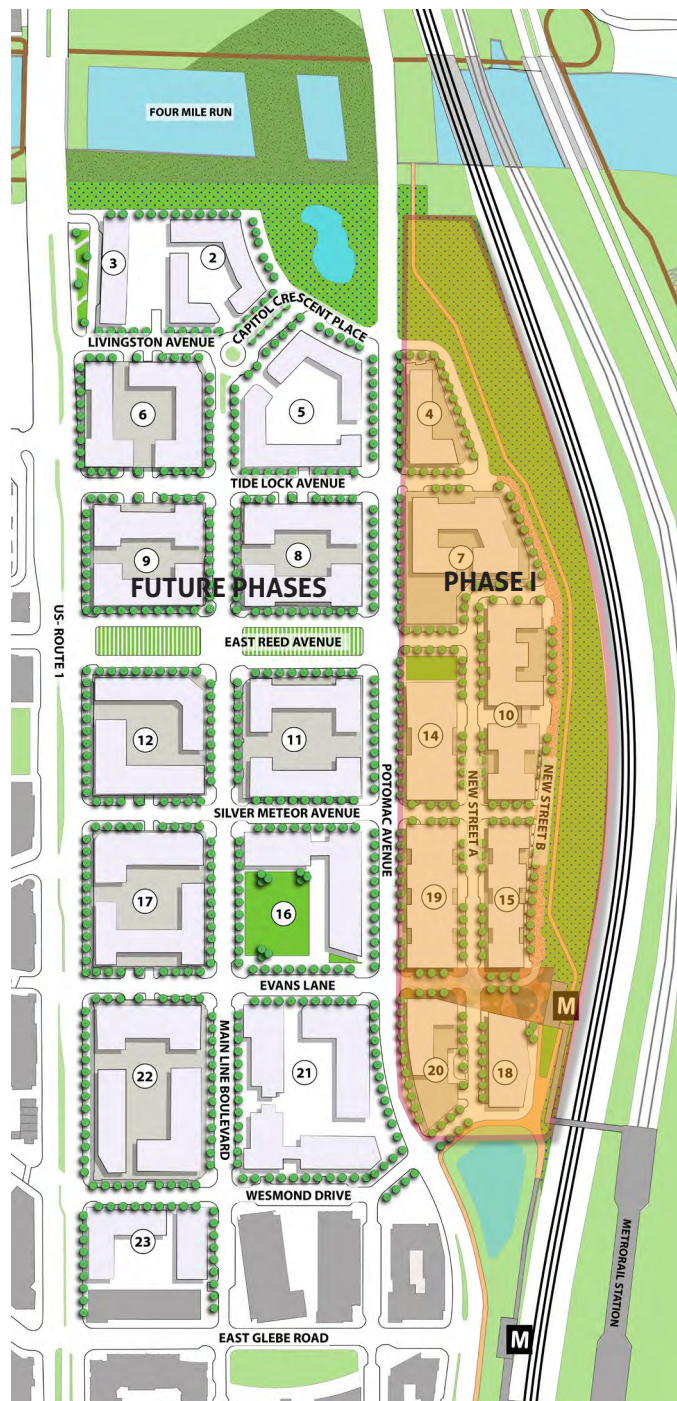 FOUR MILE RUN
3
2
CAPITOL CRESCENT PLACE
LIVINGSTON AVENUE
6
5
4
TIDE LOCK AVENUE
9
8
7
FUTURE PHASES
PHASE I
US- ROUTE 1
EAST REED AVENUE
12
11
14
10
POTOMAC AVENUE
NEW STREET A
NEW STREET B
SILVER METEOR AVENUE
17
16
19
15
EVANS LANE
M
MAIN LINE BOULEVARD
22
21
20
18
WESMOND DRIVE
23
METRORAIL STATION
EAST GLEBE ROAD
M